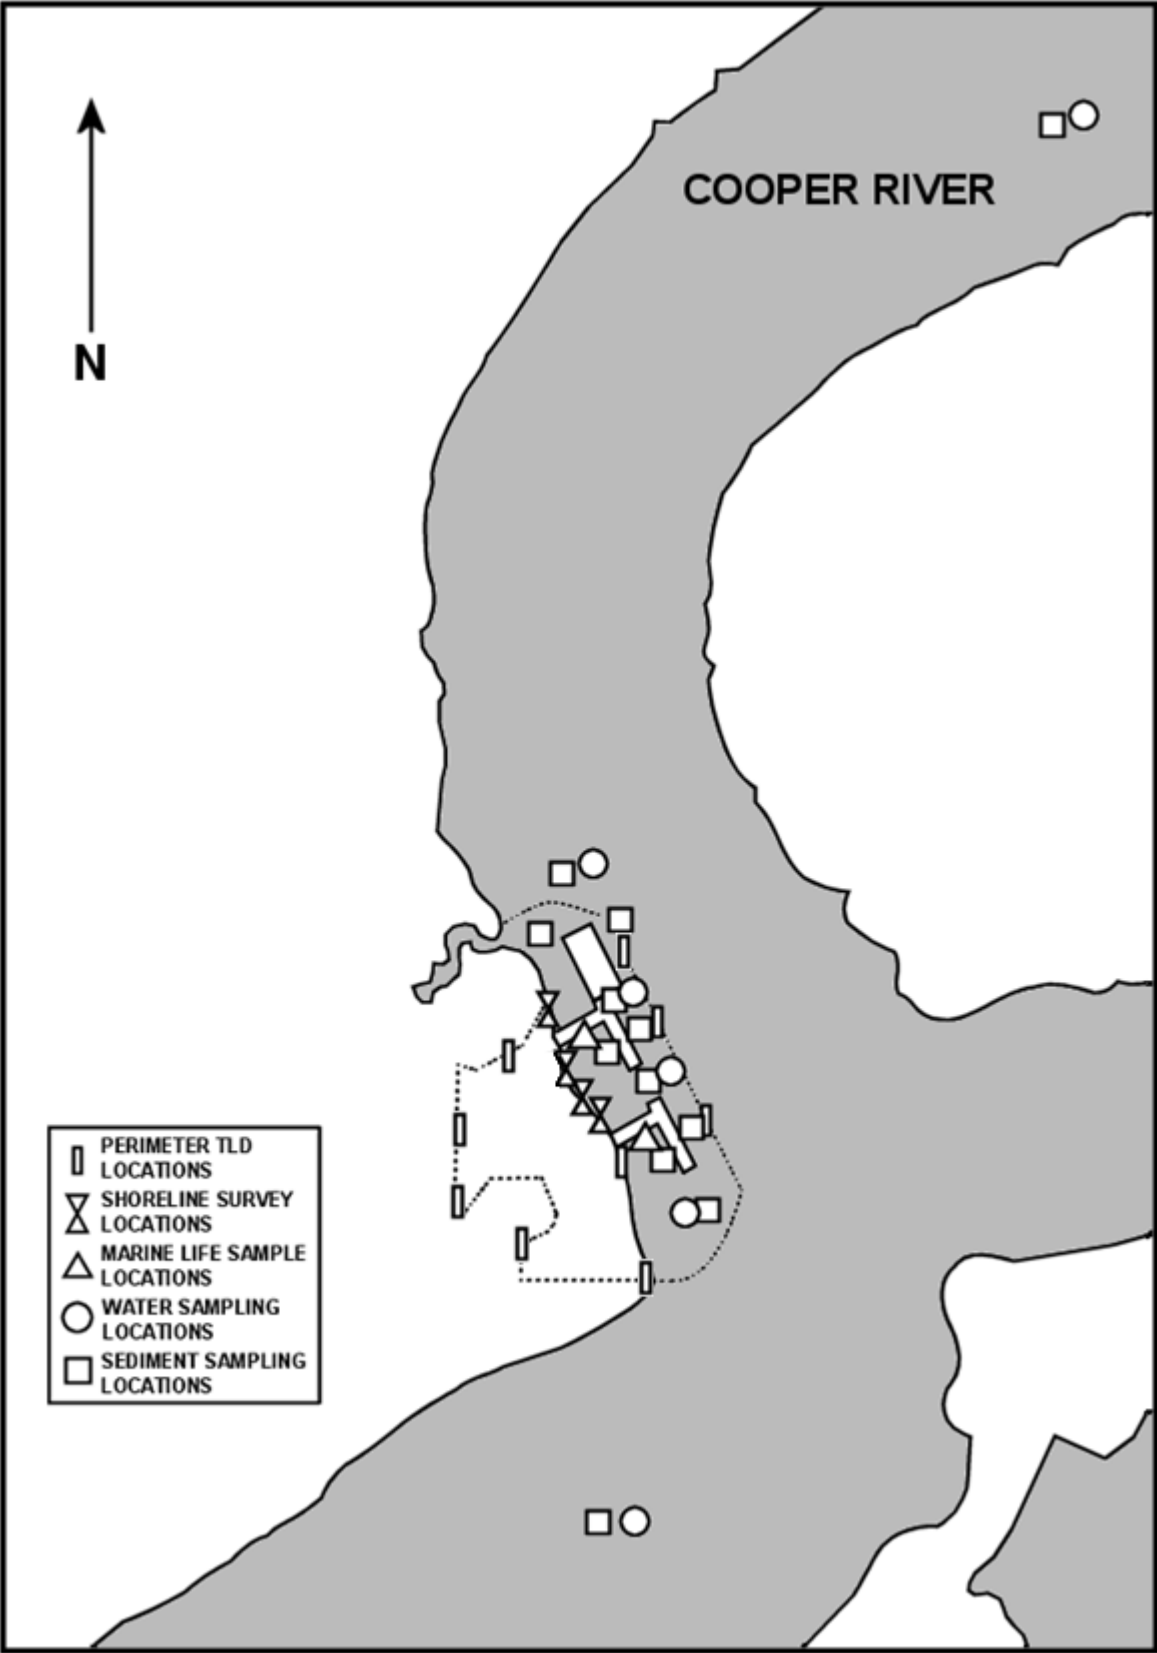 COOPER RIVER
N
PERIMETER TLD
LOCATIONS
SHORELINE SURVEY
LOCATIONS
MARINE LIFE SAMPLE
LOCATIONS
WATER SAMPLING
LOCATIONS
SEDIMENT SAMPLING
LOCATIONS